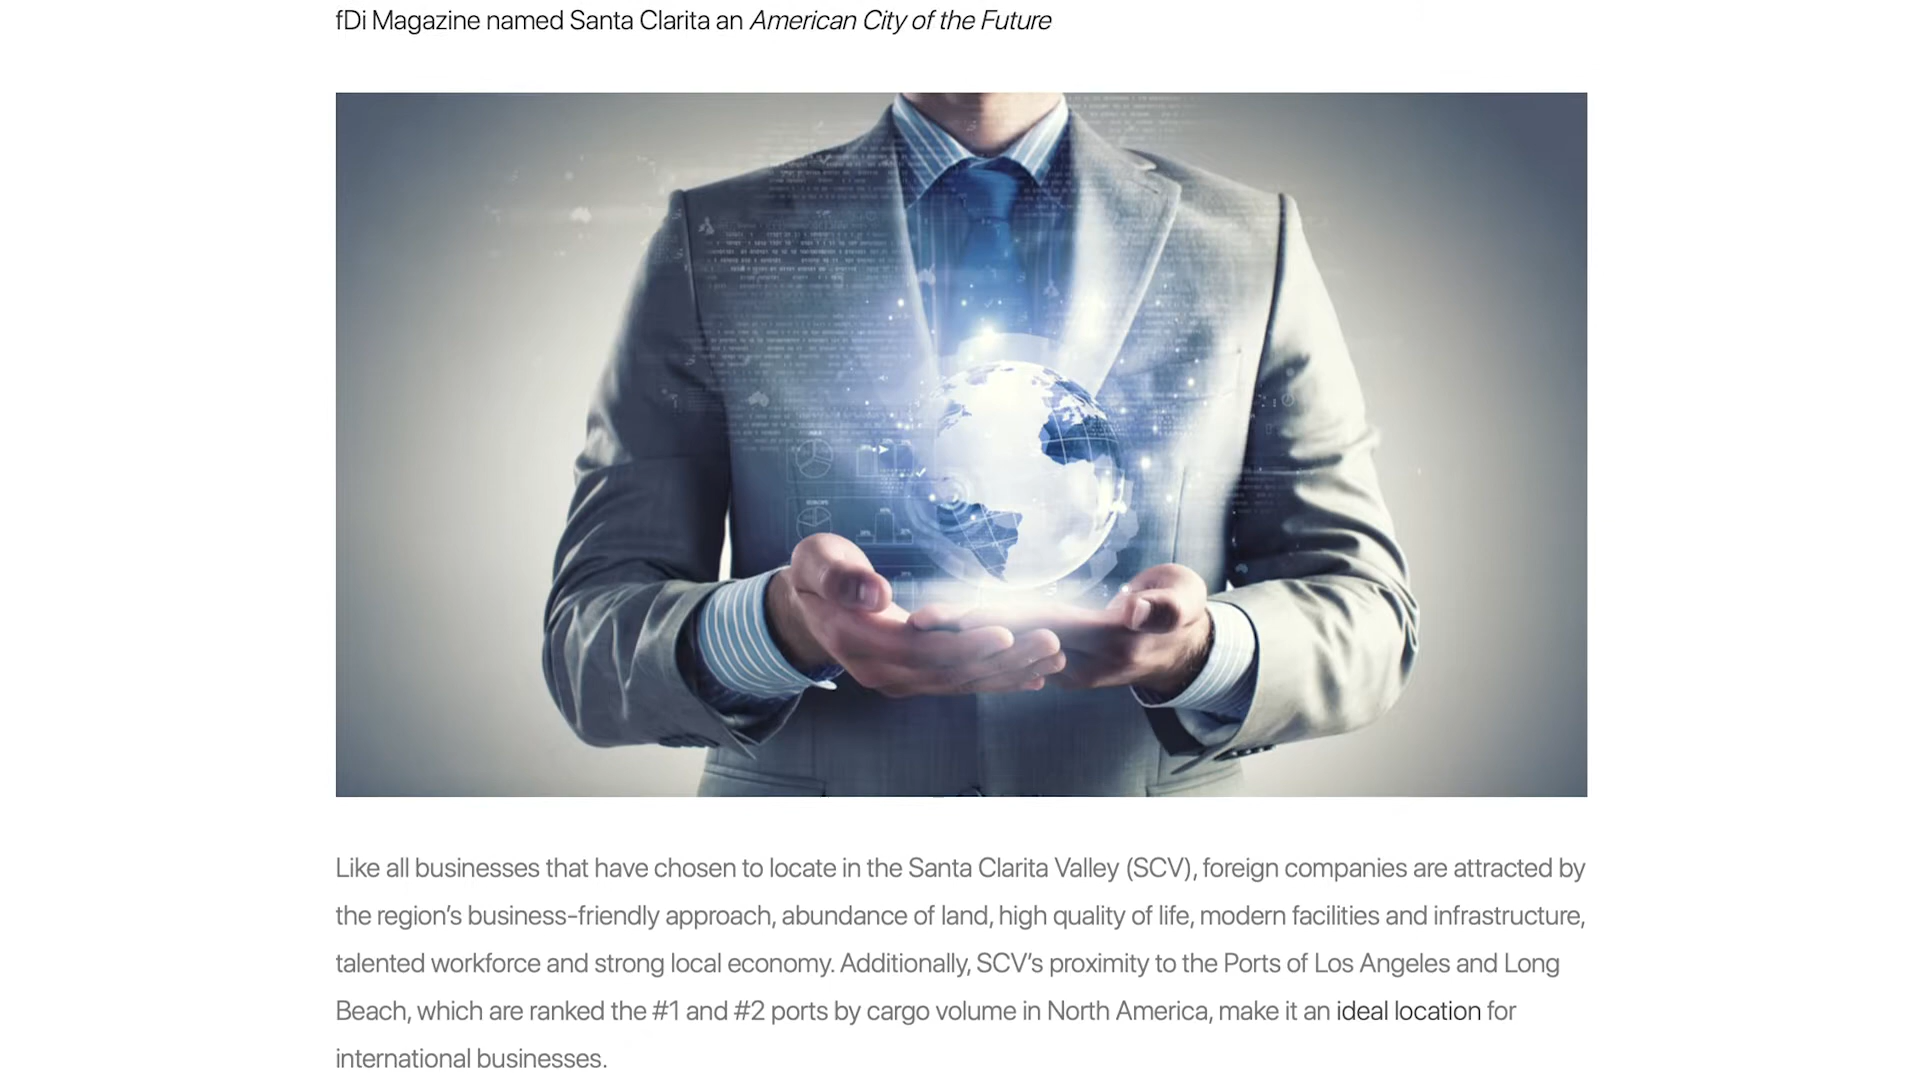 fDi Magazine named Santa Clarita an American City of the Future
Like all businesses that have chosen to locate in the Santa Clarita Valley (SCV), foreign companies are attracted by
the region’s business-friendly approach, abundance of land, high quality of life, modern facilities and infrastructure,
talented workforce and strong local economy. Additionally, SCV’s proximity to the Ports of Los Angeles and Long
Beach, which are ranked the #1 and #2 ports by cargo volume in North America, make it an ideal location for
international businesses.